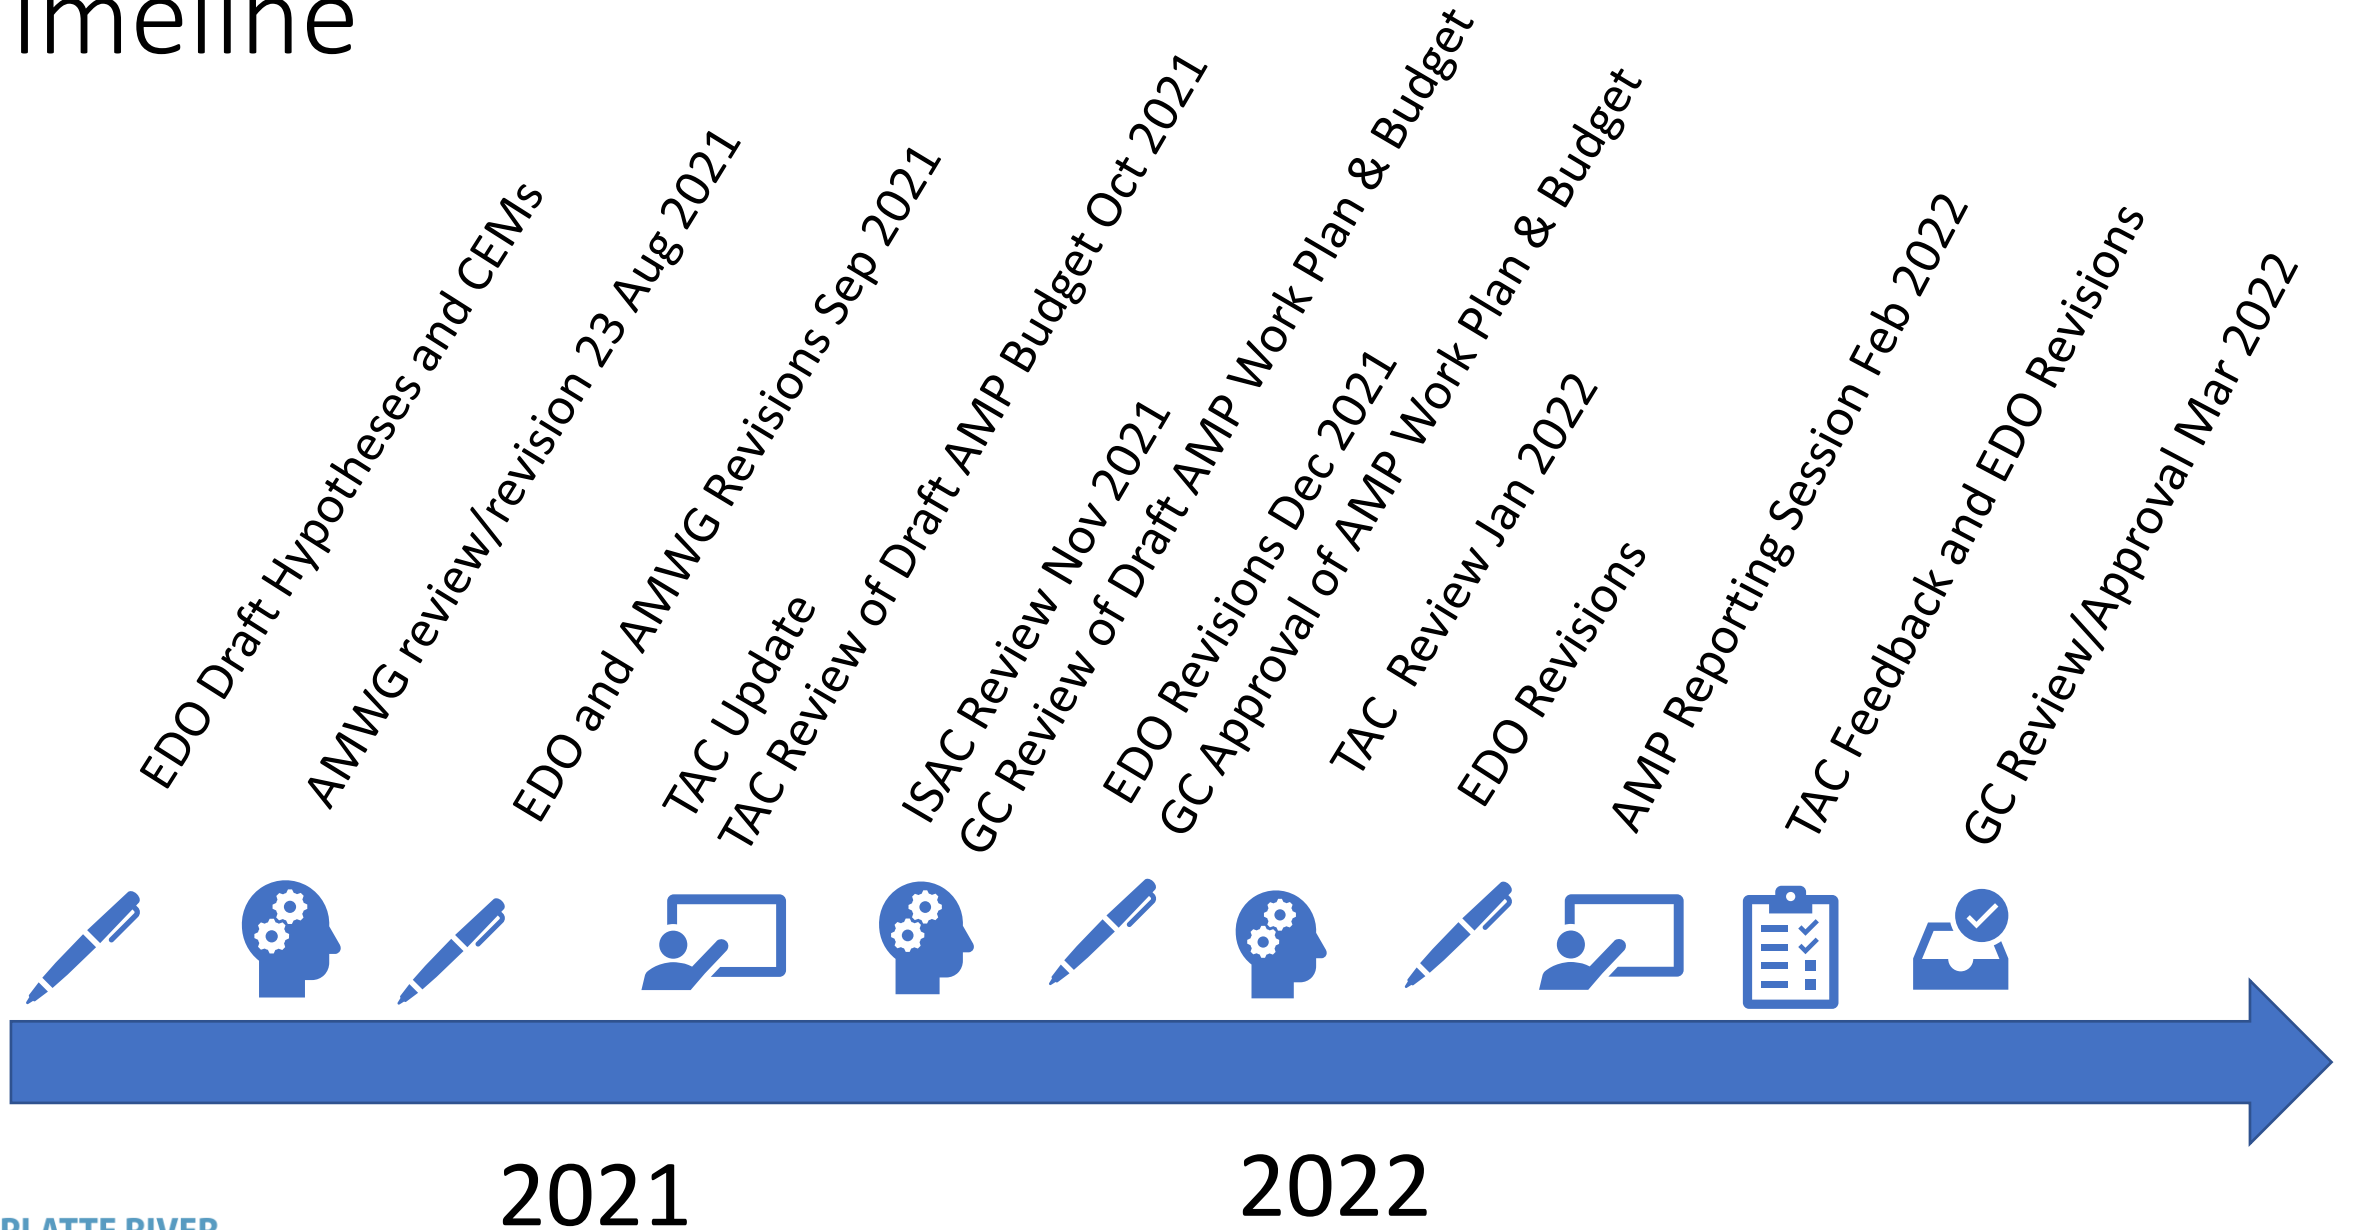 imeline
EDO Draft Hypotheses and CEMs
AMWG review/revision 23 Aug 2021
EDO and AMWG Revisions Sep 2021
TAC Update
TAC Review of Draft AMP Budget Oct 2021
ISAC Review Nov 2021
GC Review of Draft AMP Work Plan & Budget
EDO Revisions Dec 2021
GC Approval of AMP Work Plan & Budget
TAC Review Jan 2022
EDO Revisions
AMP Reporting Session Feb 2022
TAC Feedback and EDO Revisions
GC Review/Approval Mar 2022
2021
2022
PLATTE RIVER